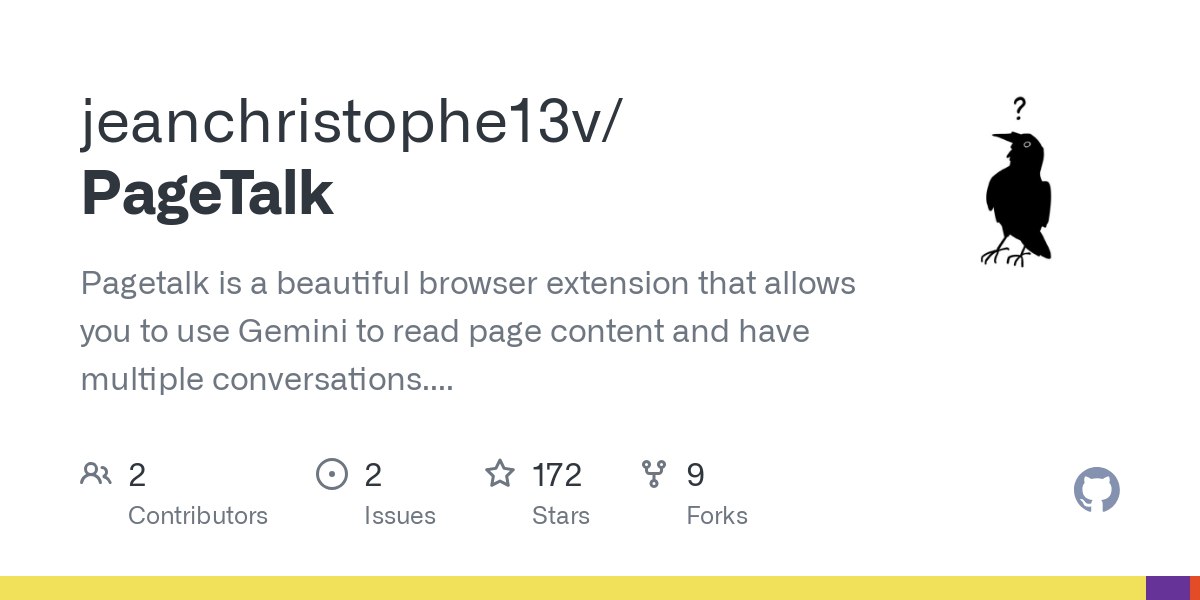 jeanchristophe13v/
PageTalk
?
Pagetalk is a beautiful browser extension that allows
you to use Gemini to read page content and have
multiple conversations....
2 2 172 9
Contributors Issues Stars Forks